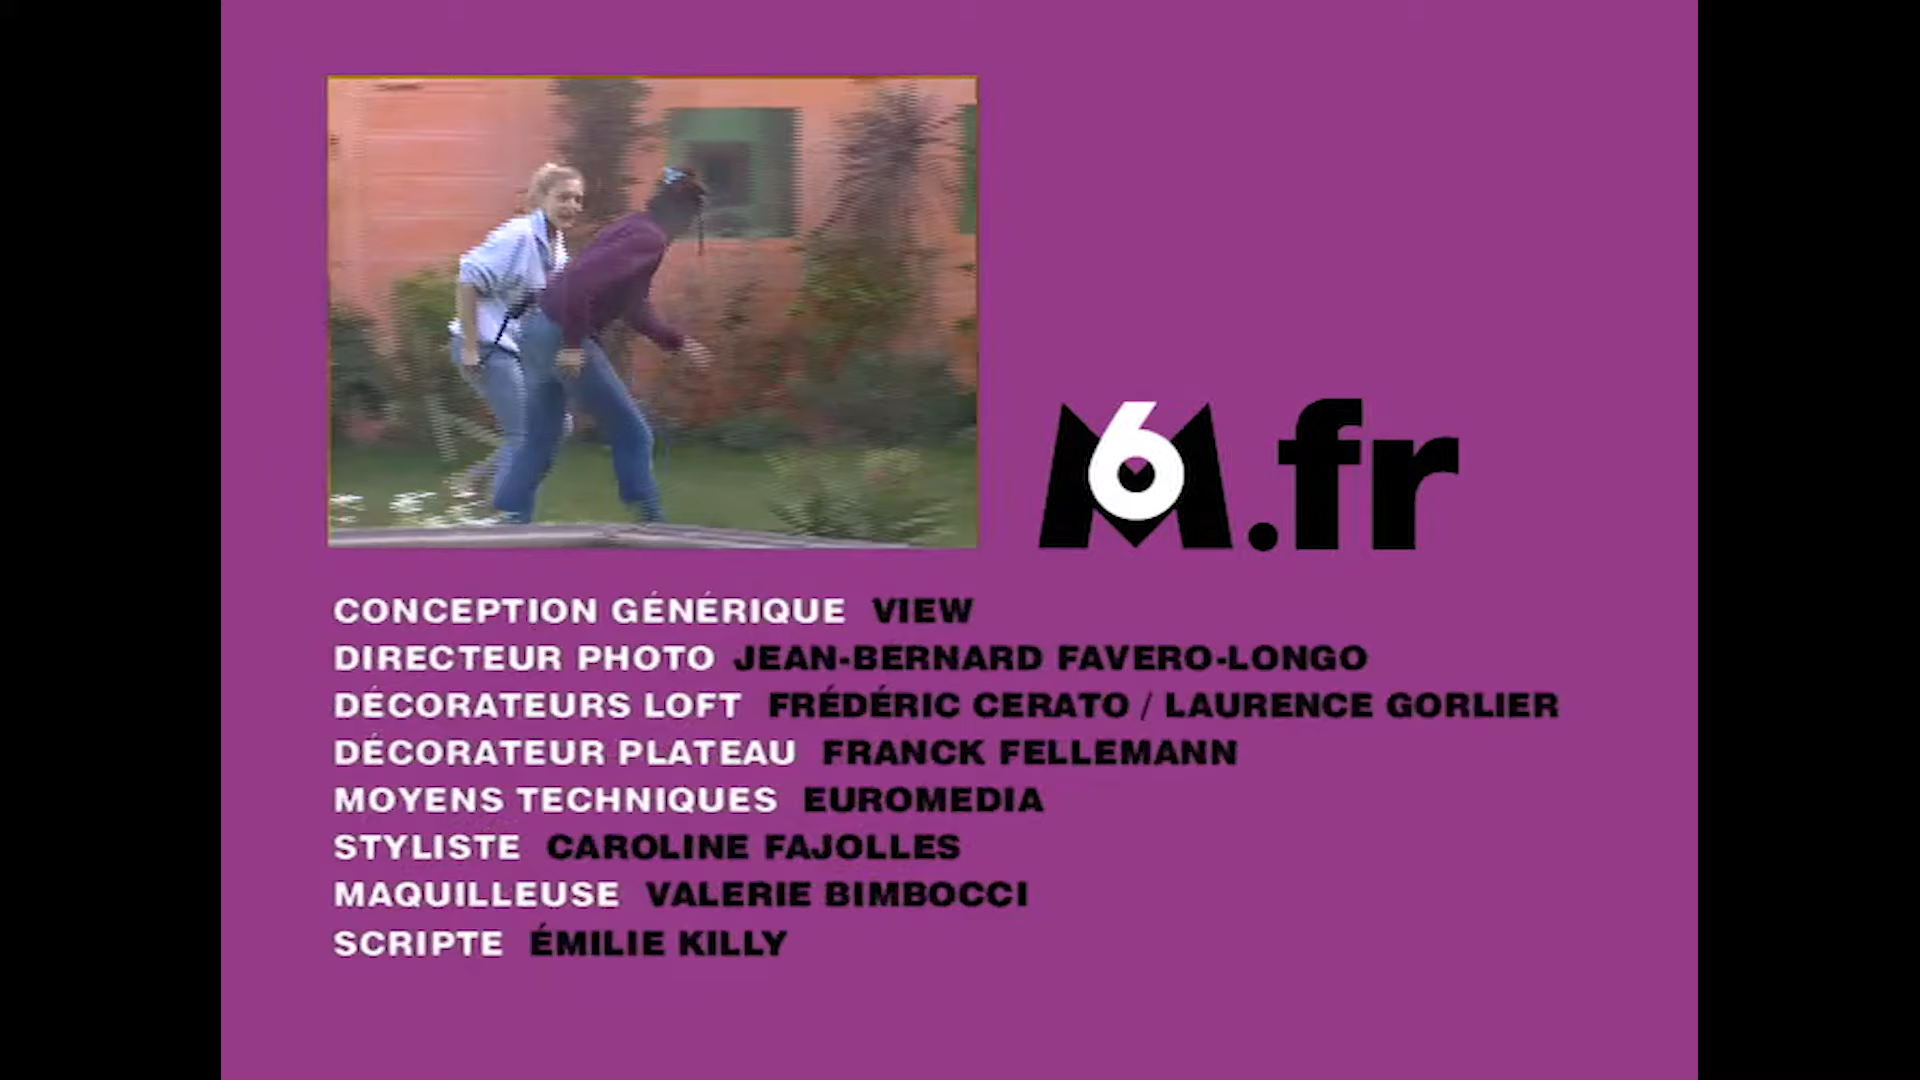 M6.fr
CONCEPTION GÉNÉRIQUE VIEW
DIRECTEUR PHOTO JEAN-BERNARD FAVERO-LONGO
DÉCORATEURS LOFT FRÉDÉRIC CERATO / LAURENCE GORLIER
DÉCORATEUR PLATEAU FRANCK FELLEMANN
MOYENS TECHNIQUES EUROMEDIA
STYLISTE CAROLINE FAJOLLES
MAQUILLEUSE VALERIE BIMBOCCI
SCRIPTE ÉMILIE KILLY